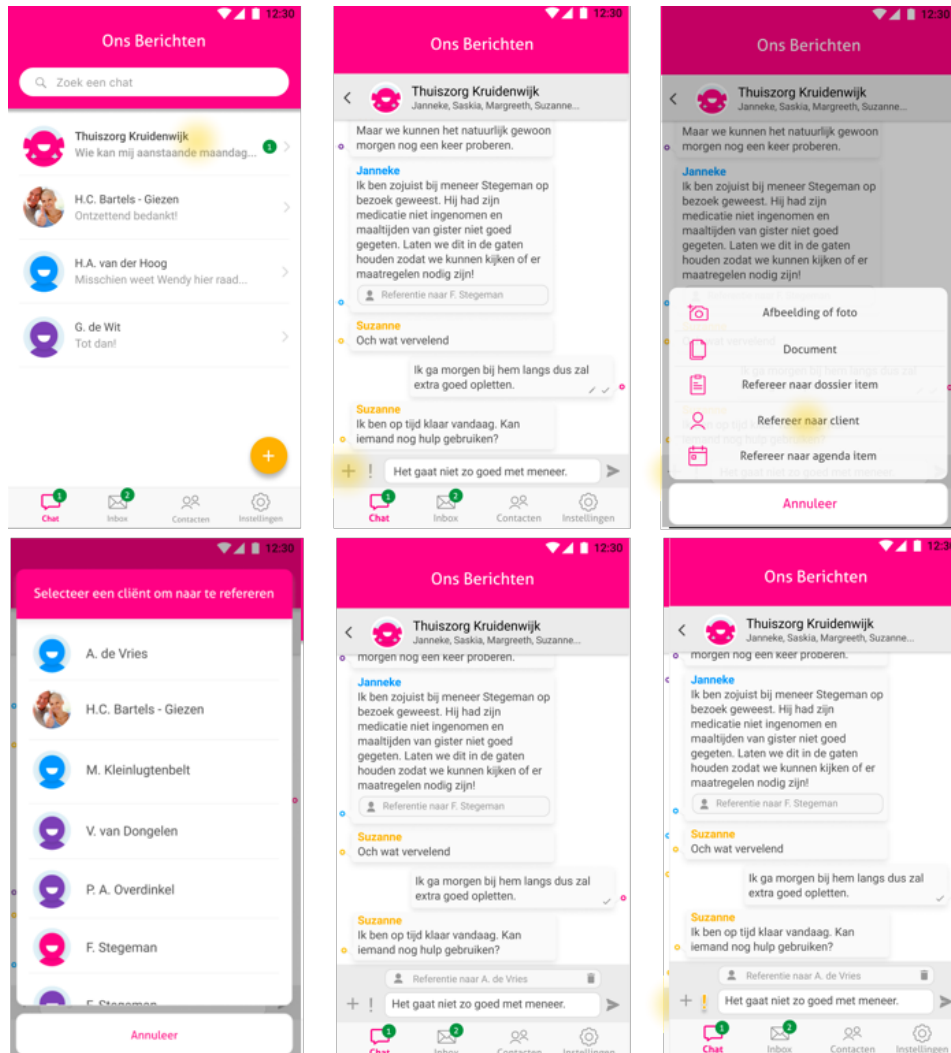 12:30
Ons Berichten
Zoek een chat
Thuiszorg Kruidenwijk
Wie kan mij aanstaande maandag...
1
H.C. Bartels - Giezen
Ontzettend bedankt!
H.A. van der Hoog
Misschien weet Wendy hier raad...
G. de Wit
Tot dan!
+
1
2
Chat
Inbox
Contacten
Instellingen
12:30
Ons Berichten
Thuiszorg Kruidenwijk
Janneke, Saskia, Margreeth, Suzanne...
Maar we kunnen het natuurlijk gewoon
morgen nog een keer proberen.
Janneke
Ik ben zojuist bij meneer Stegeman op
bezoek geweest. Hij had zijn
medicatie niet ingenomen en
maaltijden van gister niet goed
gegeten. Laten we dit in de gaten
houden zodat we kunnen kijken of er
maatregelen nodig zijn!
Referentie naar F. Stegeman
Suzanne
Och wat vervelend
Ik ga morgen bij hem langs dus zal
extra goed opletten.
Suzanne
Ik ben op tijd klaar vandaag. Kan
iemand nog hulp gebruiken?
+ ! Het gaat niet zo goed met meneer.
1
2
Chat
Inbox
Contacten
Instellingen
12:30
Ons Berichten
Thuiszorg Kruidenwijk
Janneke, Saskia, Margreeth, Suzanne...
Maar we kunnen het natuurlijk gewoon
morgen nog een keer proberen.
Janneke
Ik ben zojuist bij meneer Stegeman op
bezoek geweest. Hij had zijn
medicatie niet ingenomen en
maaltijden van gister niet goed
gegeten. Laten we dit in de gaten
houden zodat we kunnen kijken of er
maatregelen nodig zijn!
Afbeelding of foto
Document
Refereer naar dossier item
Refereer naar client
Refereer naar agenda item
Annuleer
12:30
Selecteer een cliënt om naar te refereren
A. de Vries
H.C. Bartels - Giezen
M. Kleinlugtenbelt
V. van Dongelen
P. A. Overdinkel
F. Stegeman
F. Stegeman
Annuleer
12:30
Ons Berichten
Thuiszorg Kruidenwijk
Janneke, Saskia, Margreeth, Suzanne...
morgen nog een keer proberen.
Janneke
Ik ben zojuist bij meneer Stegeman op
bezoek geweest. Hij had zijn
medicatie niet ingenomen en
maaltijden van gister niet goed
gegeten. Laten we dit in de gaten
houden zodat we kunnen kijken of er
maatregelen nodig zijn!
Referentie naar F. Stegeman
Suzanne
Och wat vervelend
Ik ga morgen bij hem langs dus zal
extra goed opletten.
Suzanne
Ik ben op tijd klaar vandaag. Kan
iemand nog hulp gebruiken?
Referentie naar A. de Vries
+ ! Het gaat niet zo goed met meneer.
1
2
Chat
Inbox
Contacten
Instellingen
12:30
Ons Berichten
Thuiszorg Kruidenwijk
Janneke, Saskia, Margreeth, Suzanne...
morgen nog een keer proberen.
Janneke
Ik ben zojuist bij meneer Stegeman op
bezoek geweest. Hij had zijn
medicatie niet ingenomen en
maaltijden van gister niet goed
gegeten. Laten we dit in de gaten
houden zodat we kunnen kijken of er
maatregelen nodig zijn!
Referentie naar F. Stegeman
Suzanne
Och wat vervelend
Ik ga morgen bij hem langs dus zal
extra goed opletten.
Suzanne
Ik ben op tijd klaar vandaag. Kan
iemand nog hulp gebruiken?
Referentie naar A. de Vries
+ ! Het gaat niet zo goed met meneer.
1
2
Chat
Inbox
Contacten
Instellingen